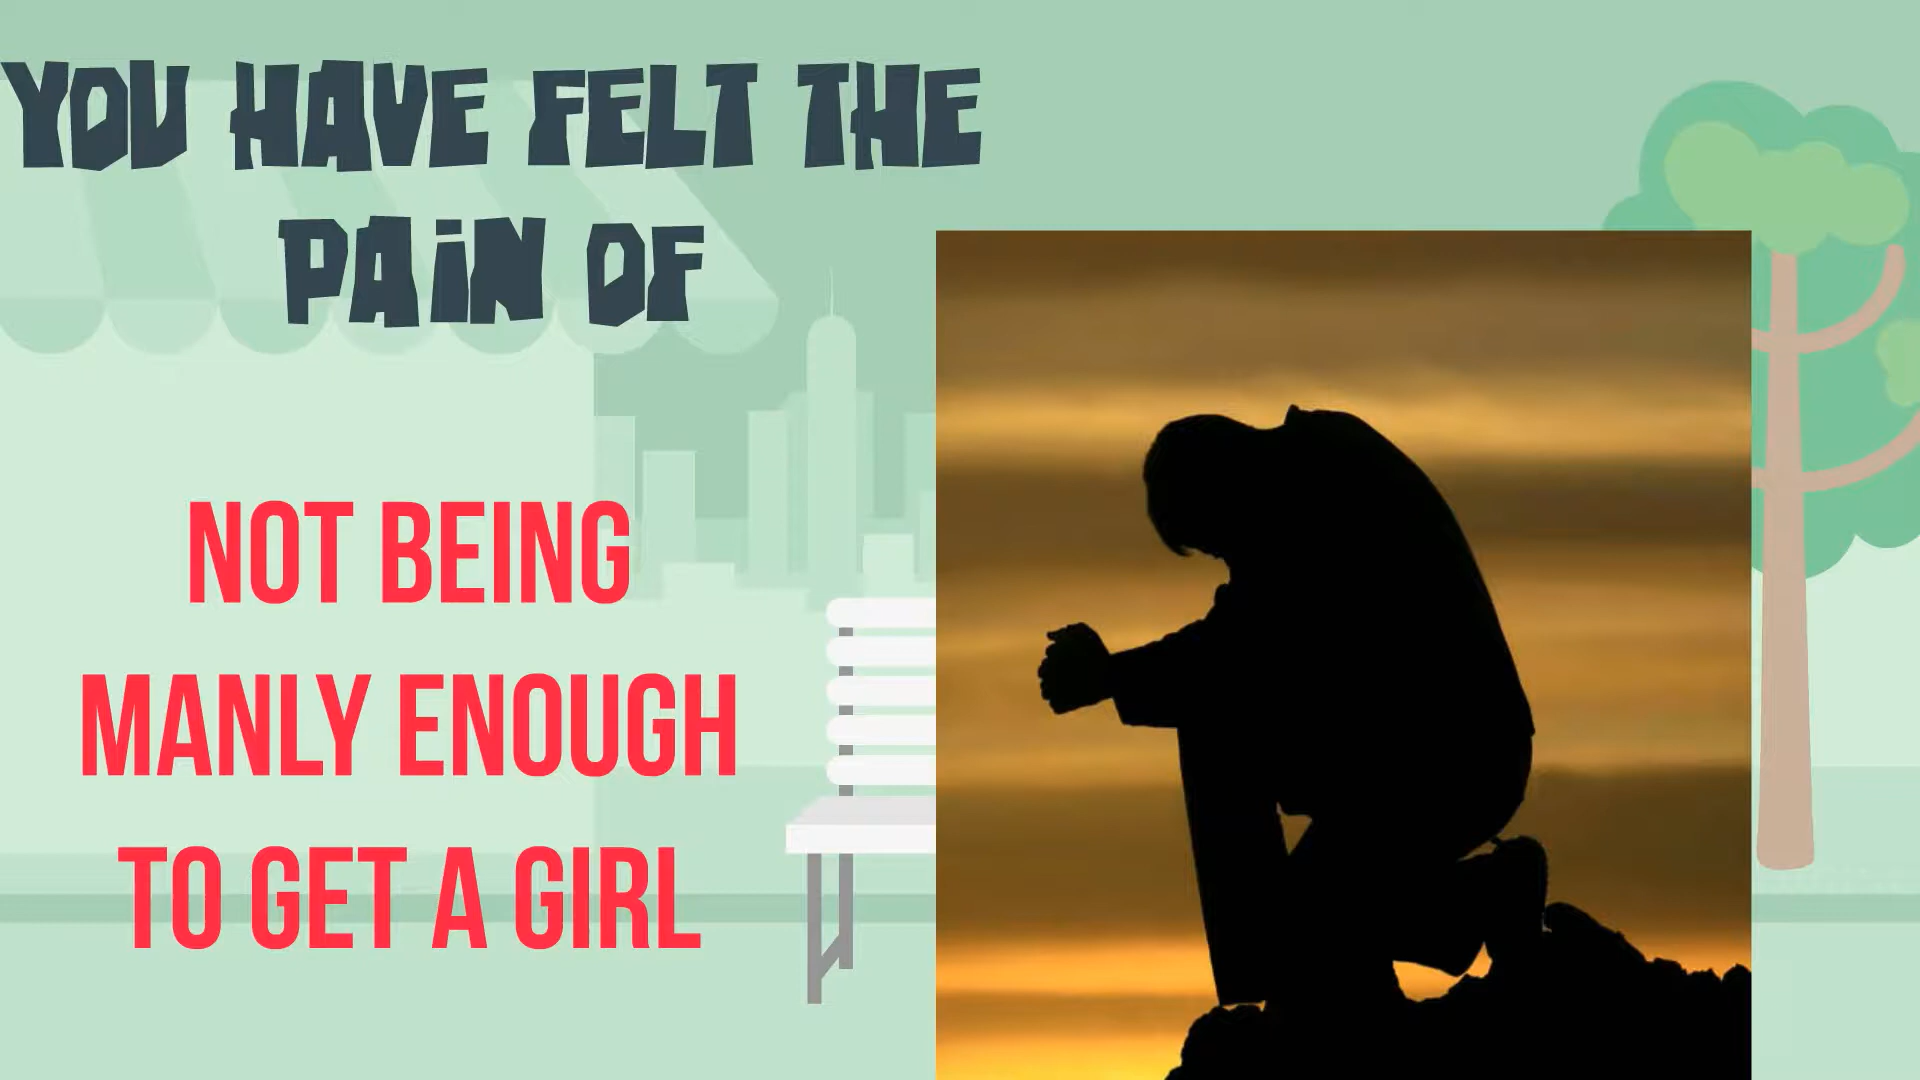 YOU HAVE FELT THE
PAiN OF
NOT BEING
MANLY ENOUGH
TO GET A GIRL